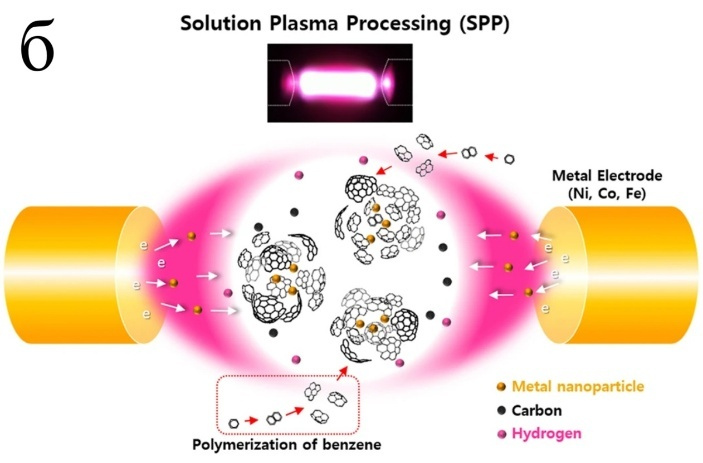 б
Solution Plasma Processing (SPP)
Metal Electrode
(Ni, Co, Fe)
e
e
e
e
e
e
e
e
Metal nanoparticle
Carbon
Hydrogen
Polymerization of benzene